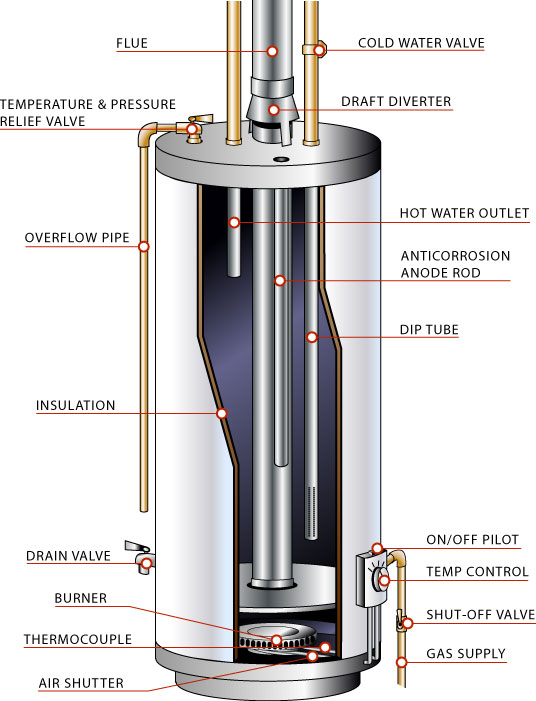 FLUE
COLD WATER VALVE
DRAFT DIVERTER
TEMPERATURE & PRESSURE
RELIEF VALVE
HOT WATER OUTLET
OVERFLOW PIPE
ANTICORROSION
ANODE ROD
DIP TUBE
INSULATION
ON/OFF PILOT
DRAIN VALVE
TEMP CONTROL
BURNER
SHUT-OFF VALVE
THERMOCOUPLE
GAS SUPPLY
AIR SHUTTER